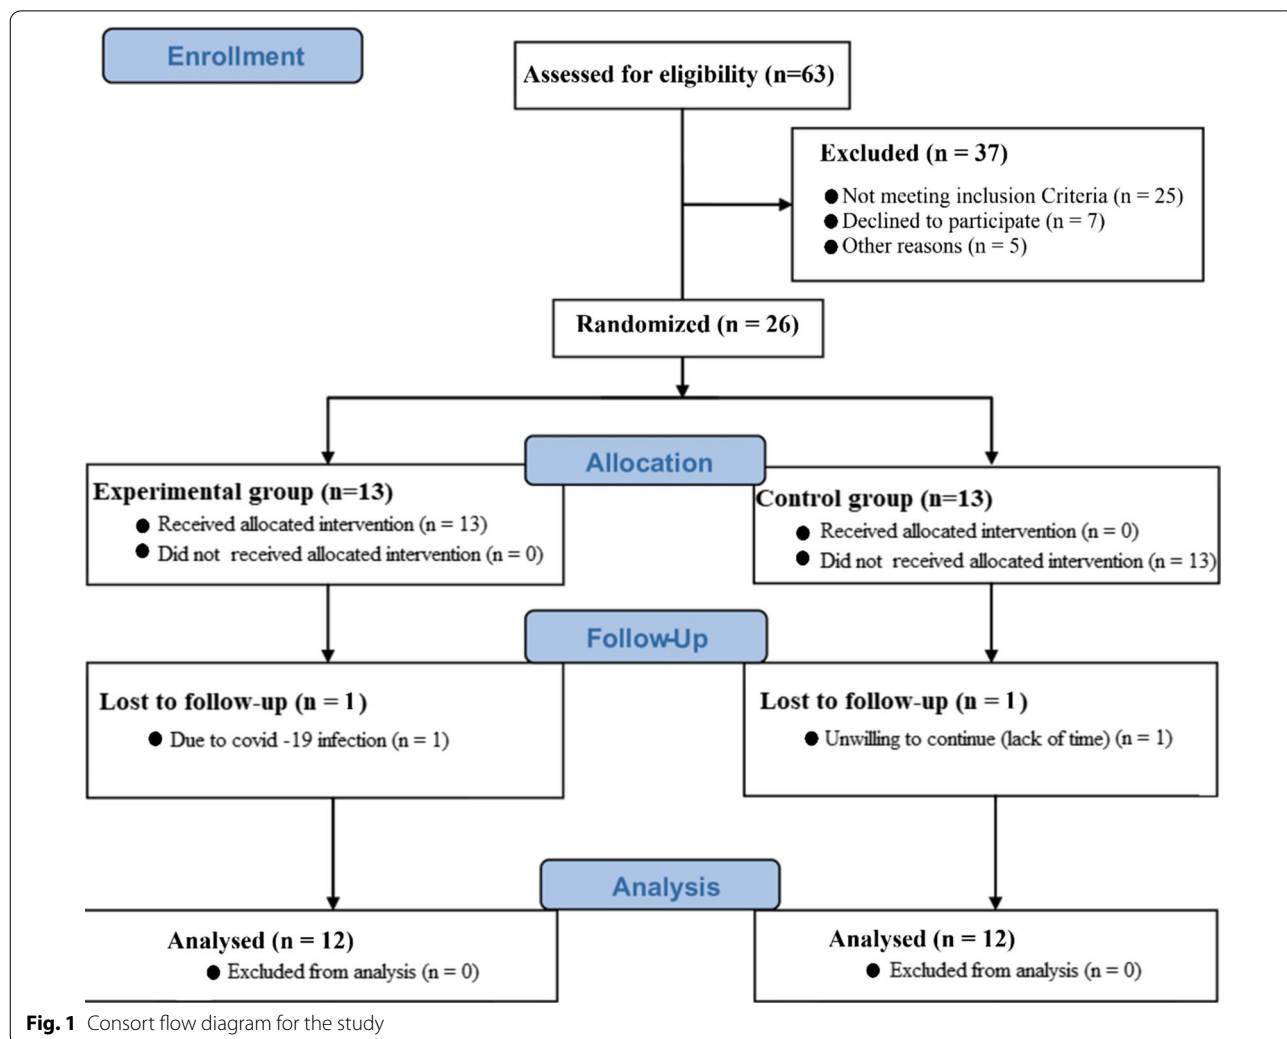 Enrollment
Assessed for eligibility (n=63)
Excluded (n = 37)
● Not meeting inclusion Criteria (n = 25)
● Declined to participate (n = 7)
● Other reasons (n = 5)
Randomized (n = 26)
Allocation
Experimental group (n=13)
● Received allocated intervention (n = 13)
● Did not received allocated intervention (n = 0)
Control group (n=13)
● Received allocated intervention (n = 0)
● Did not received allocated intervention (n = 13)
Follow-Up
Lost to follow-up (n = 1)
● Due to covid -19 infection (n = 1)
Lost to follow-up (n = 1)
● Unwilling to continue (lack of time) (n = 1)
Analysis
Analysed (n = 12)
● Excluded from analysis (n = 0)
Analysed (n = 12)
● Excluded from analysis (n = 0)
Fig. 1 Consort flow diagram for the study